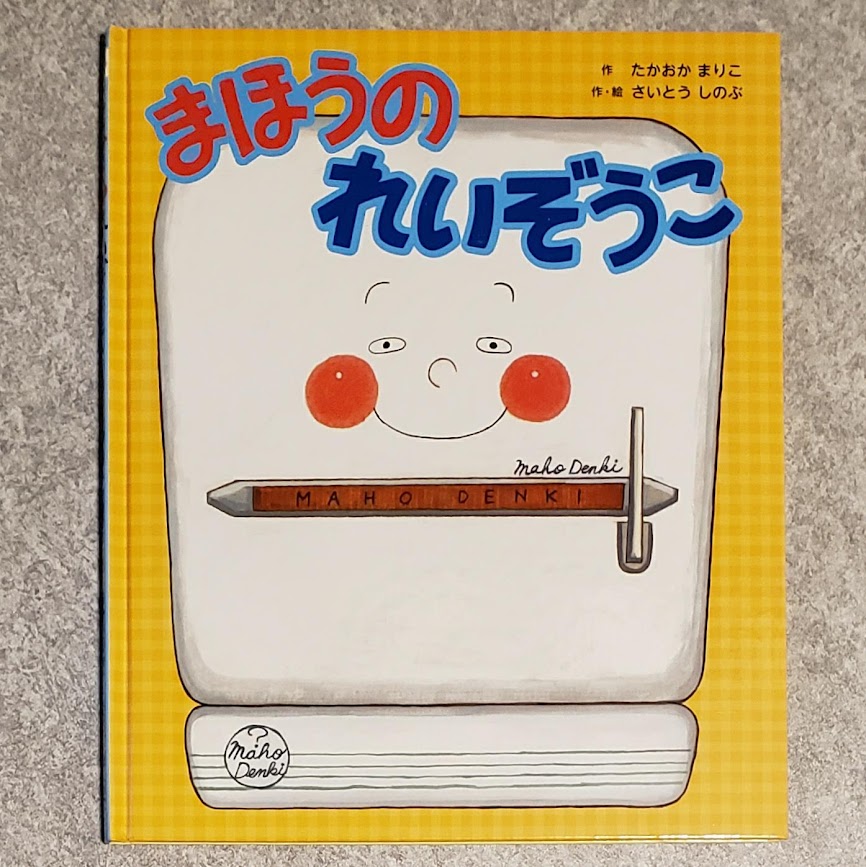 作 たかおか まりこ
作・絵 さいとう しのぶ
まほうの
れいぞうこ
maho Denki
MAHO DENKI
?
maho
Denki